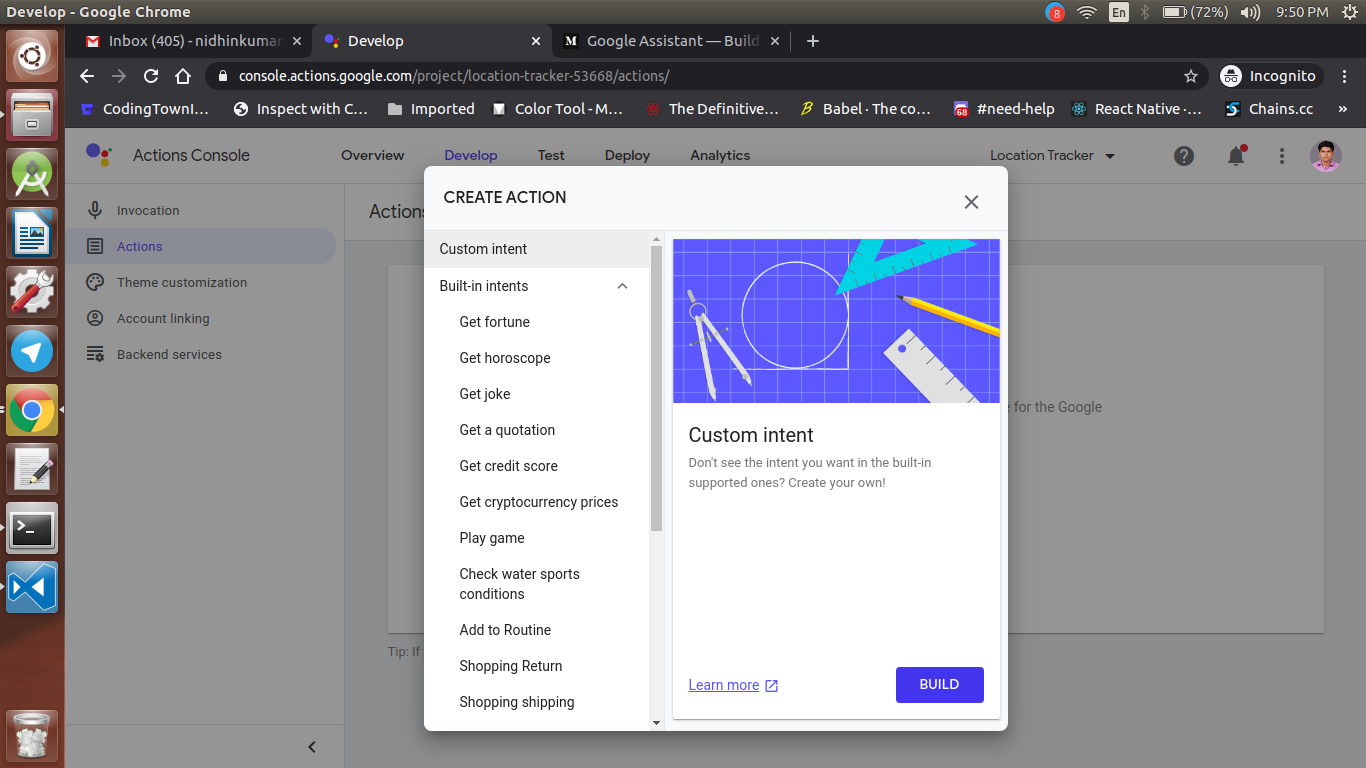 Develop - Google Chrome
8
En
(72%)
9:50 PM
Inbox (405) - nidhinkumar
Develop
Google Assistant — Build
console.actions.google.com/project/location-tracker-53668/actions/
Incognito
CodingTownI…
Inspect with C…
Imported
Color Tool - M…
The Definitive…
Babel · The co…
68
#need-help
React Native ·…
Chains.cc
»
Actions Console
Overview
Develop
Test
Deploy
Analytics
Location Tracker
Invocation
Actions
Theme customization
Account linking
Backend services
Actions
CREATE ACTION
Custom intent
Built-in intents
Get fortune
Get horoscope
Get joke
Get a quotation
Get credit score
Get cryptocurrency prices
Play game
Check water sports
conditions
Add to Routine
Shopping Return
Shopping shipping
Custom intent
Don't see the intent you want in the built-in
supported ones? Create your own!
Learn more
BUILD
for the Google
Tip: If